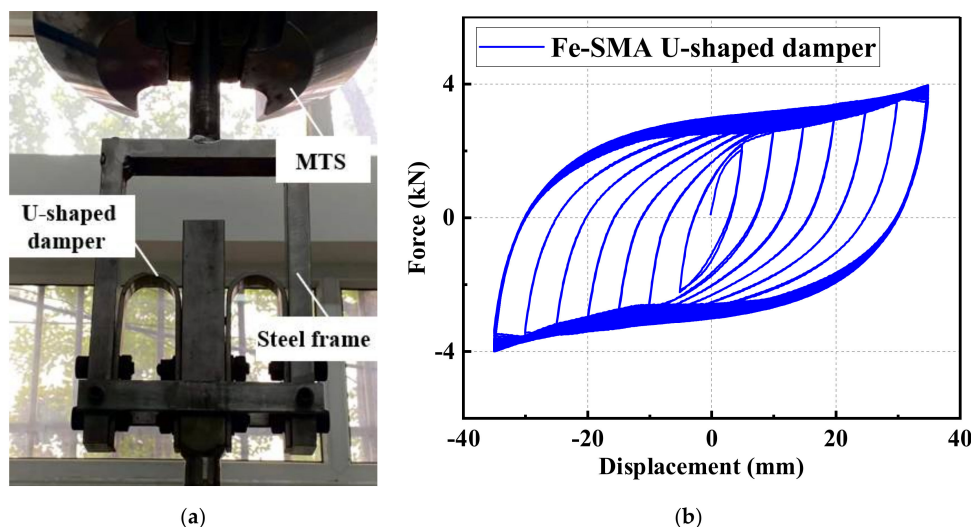 MTS
U-shaped
damper
Steel frame
(a)
Fe-SMA U-shaped damper
Force (kN)
4
0
-4
-40
-20
0
20
40
Displacement (mm)
(b)